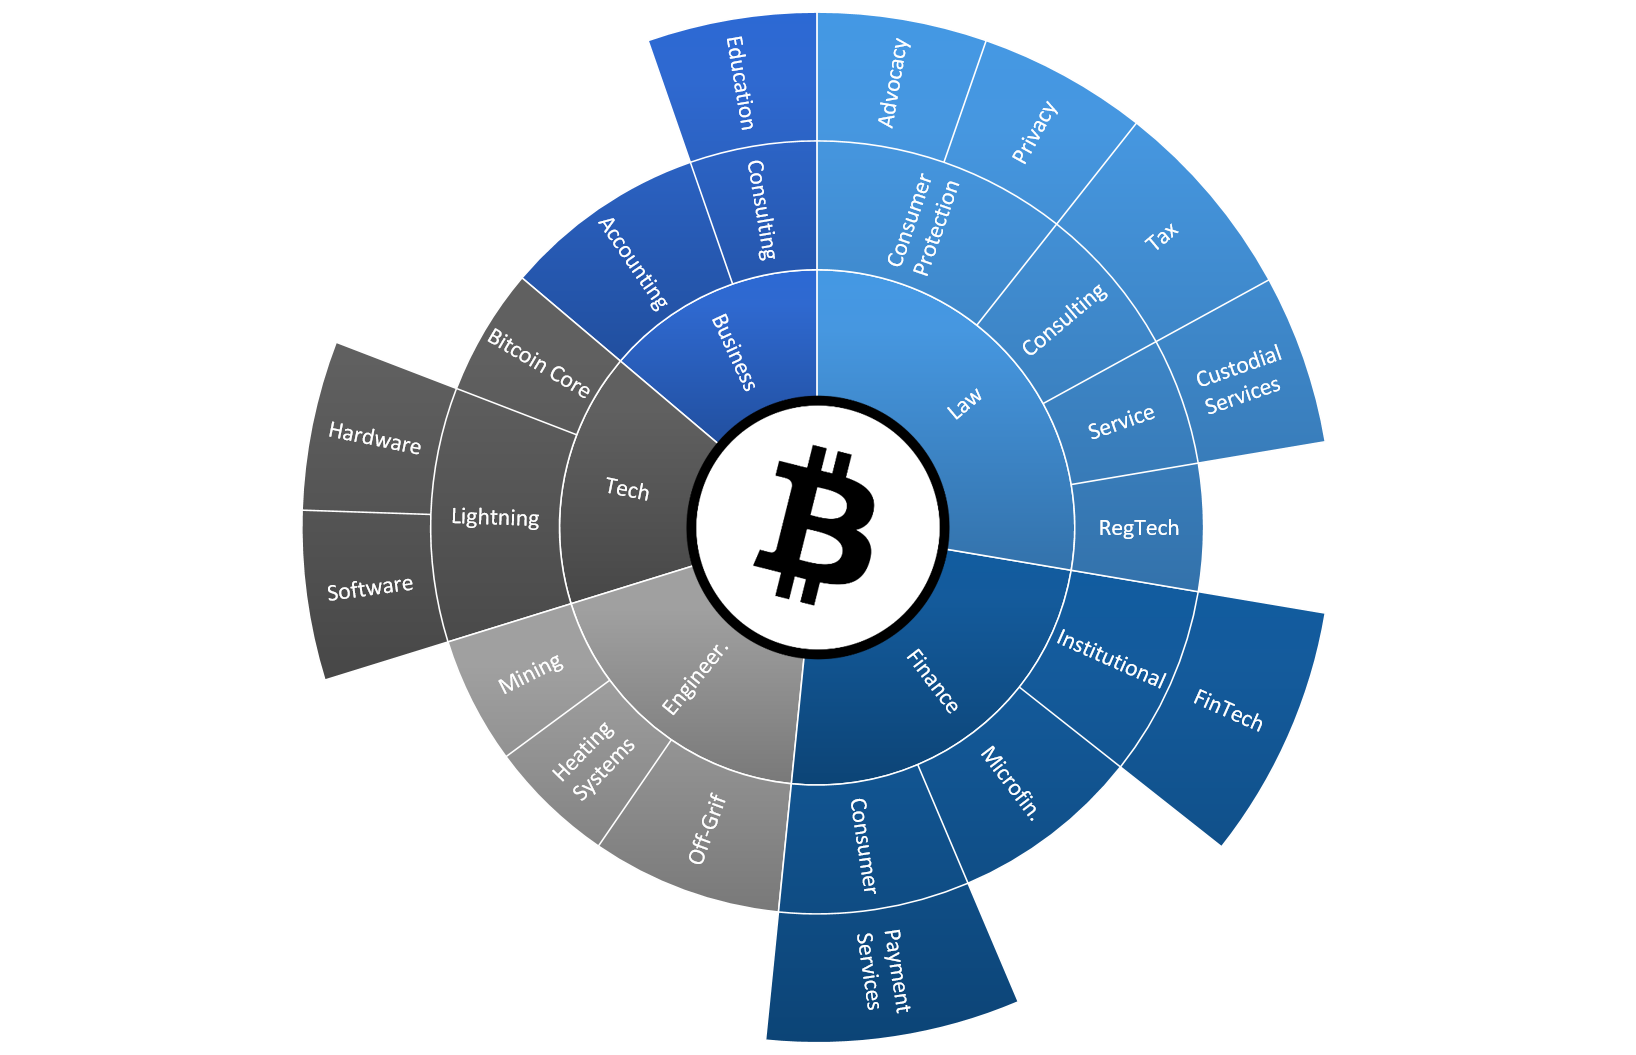 Education
Advocacy
Privacy
Tax
Custodial
Services
Consulting
Accounting
Business
Consumer
Protection
Consulting
Service
RegTech
Law
Bitcoin Core
Hardware
Lightning
Software
Tech
Mining
Heating
Systems
Off-Grif
Engineer.
Finance
Institutional
FinTech
Microfin.
Consumer
Payment
Services